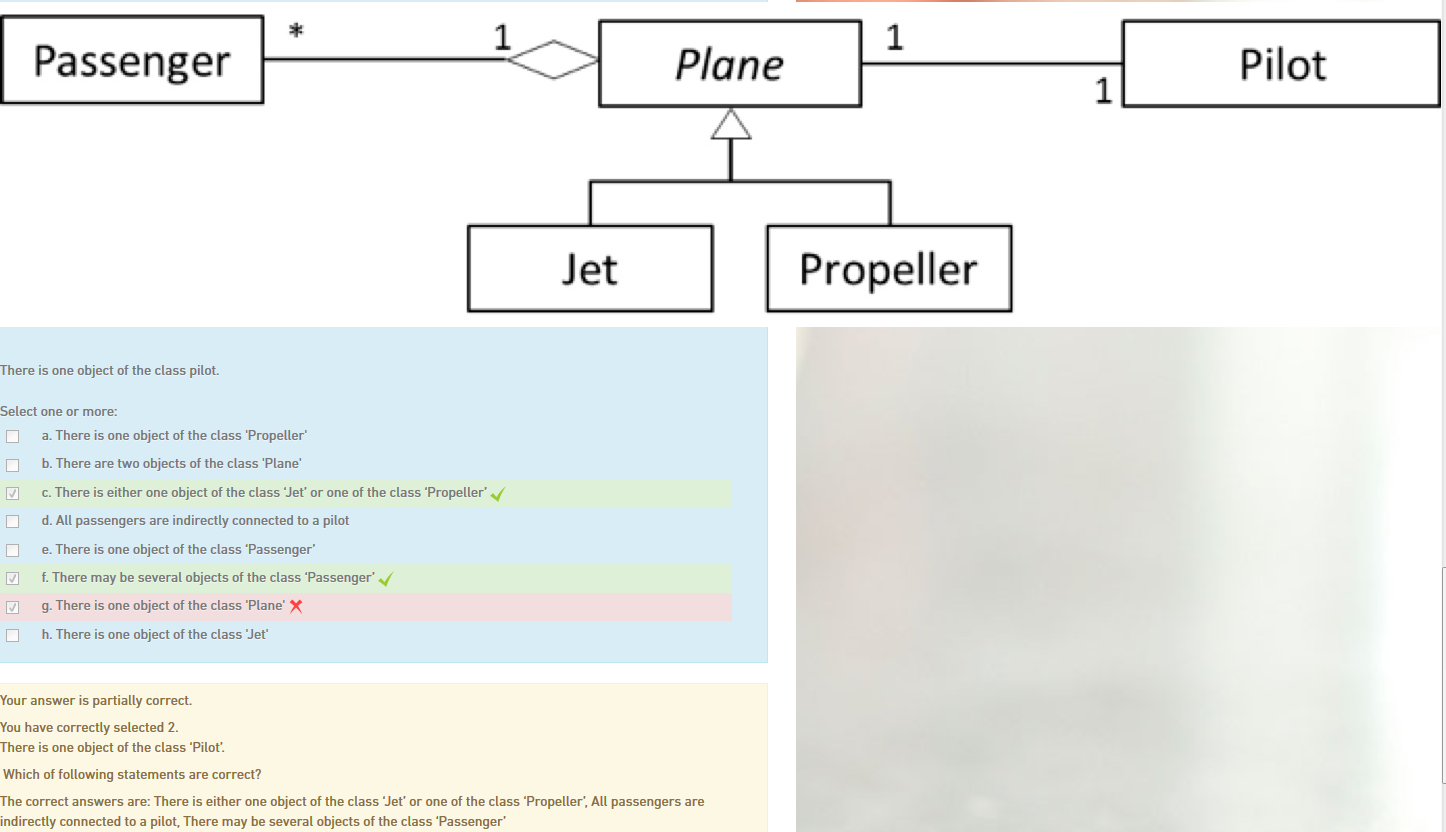 Passenger * 1 Plane 1 1 Pilot
Jet Propeller
There is one object of the class pilot.
Select one or more:
a. There is one object of the class 'Propeller'
b. There are two objects of the class 'Plane'
c. There is either one object of the class 'Jet' or one of the class 'Propeller'
d. All passengers are indirectly connected to a pilot
e. There is one object of the class 'Passenger'
f. There may be several objects of the class 'Passenger'
g. There is one object of the class 'Plane'
h. There is one object of the class 'Jet'
Your answer is partially correct.
You have correctly selected 2.
There is one object of the class 'Pilot'.
Which of following statements are correct?
The correct answers are: There is either one object of the class 'Jet' or one of the class 'Propeller', All passengers are
indirectly connected to a pilot, There may be several objects of the class 'Passenger'